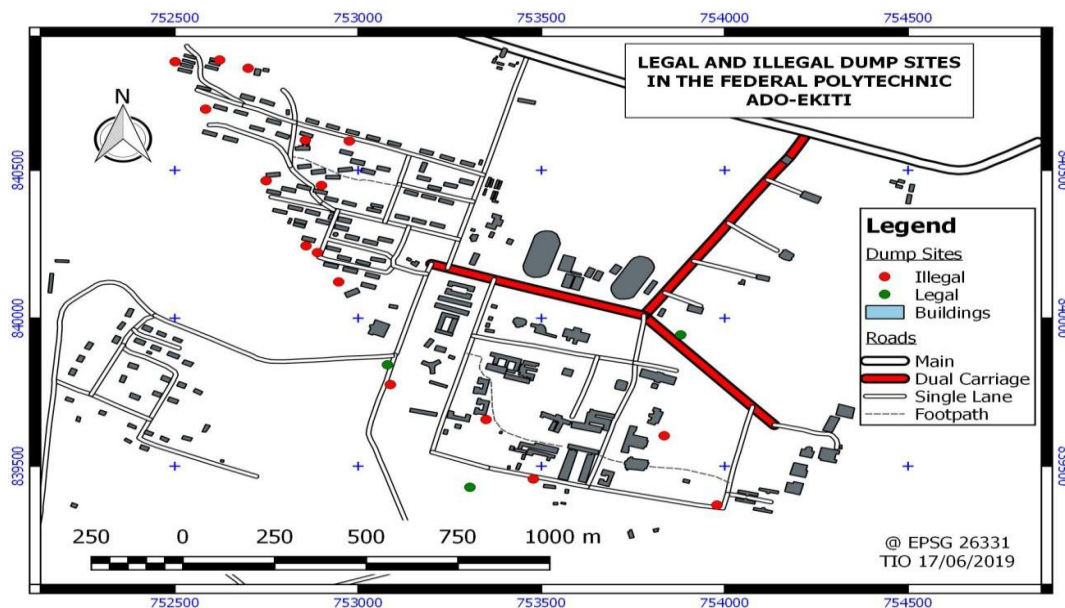 752500 753000 753500 754000 754500
LEGAL AND ILLEGAL DUMP SITES
IN THE FEDERAL POLYTECHNIC
ADO-EKITI
N
840500 840500
Legend
Dump Sites
Illegal
Legal
Buildings
Roads
Main
Dual Carriage
Single Lane
Footpath
840000 840000
839500 839500
250 0 250 500 750 1000 m
@ EPSG 26331
TIO 17/06/2019
752500 753000 753500 754000 754500